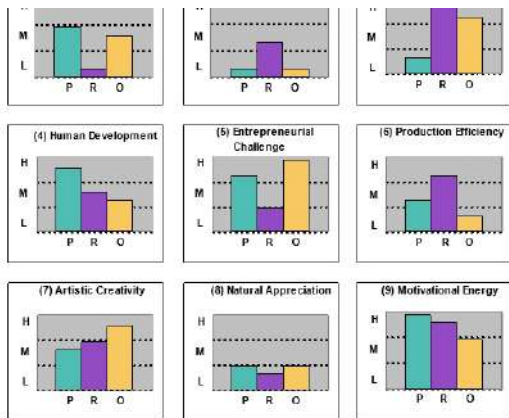 H
M
L
P R O
H
M
L
P R O
H
M
L
P R O
(4) Human Development
H
M
L
P R O
(5) Entrepreneurial
Challenge
H
M
L
P R O
(6) Production Efficiency
H
M
L
P R O
(7) Artistic Creativity
H
M
L
P R O
(8) Natural Appreciation
H
M
L
P R O
(9) Motivational Energy
H
M
L
P R O